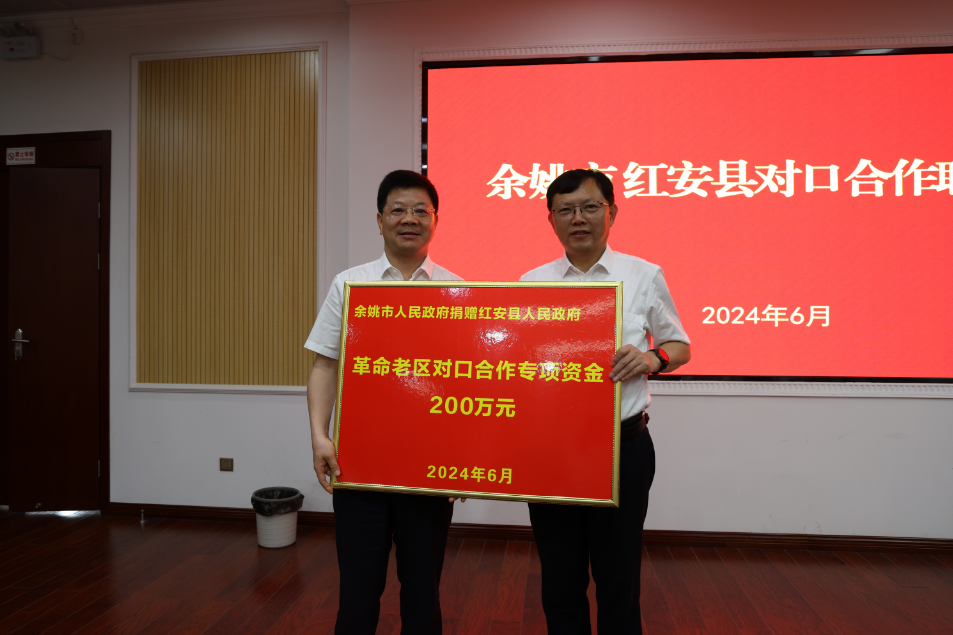 余姚市 红安县对口合作联
2024年6月
余姚市人民政府捐赠红安县人民政府
革命老区对口合作专项资金
200万元
2024年6月